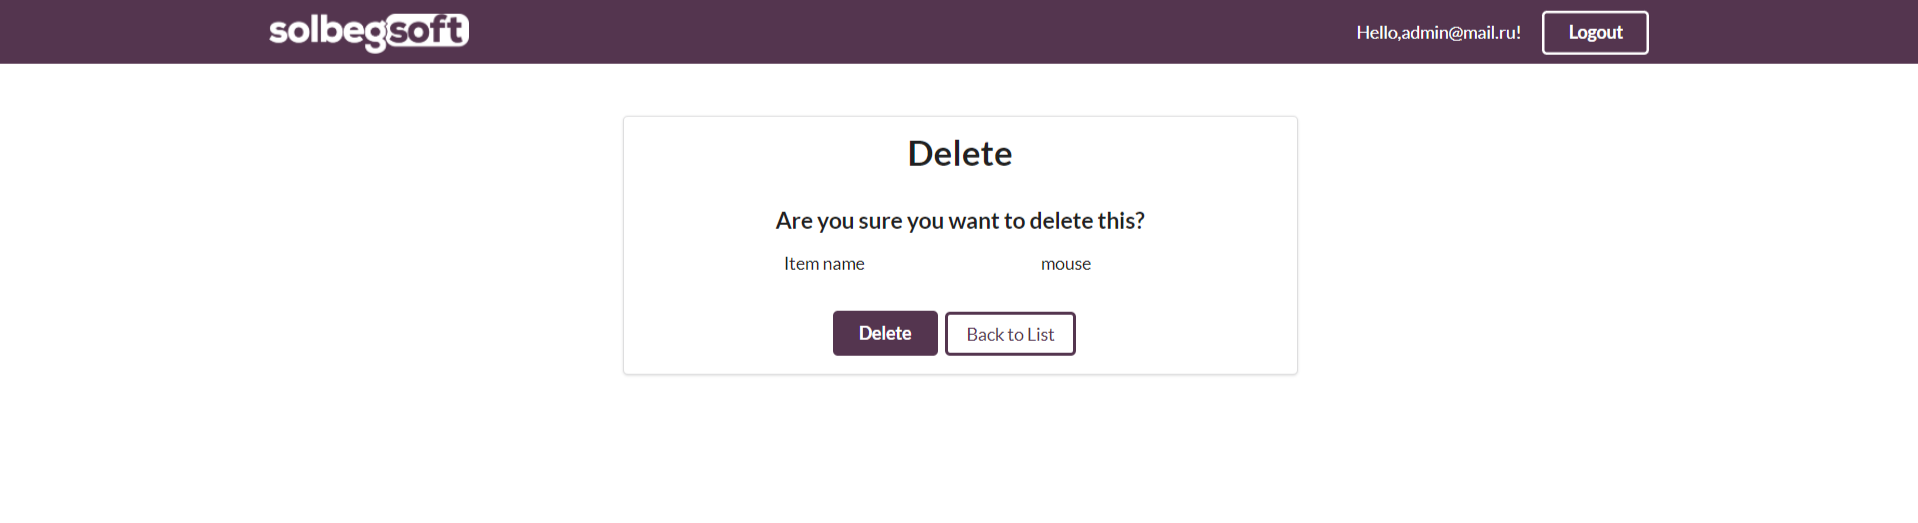 solbegsoft
Hello,admin@mail.ru! Logout
Delete
Are you sure you want to delete this?
Item name mouse
Delete Back to List